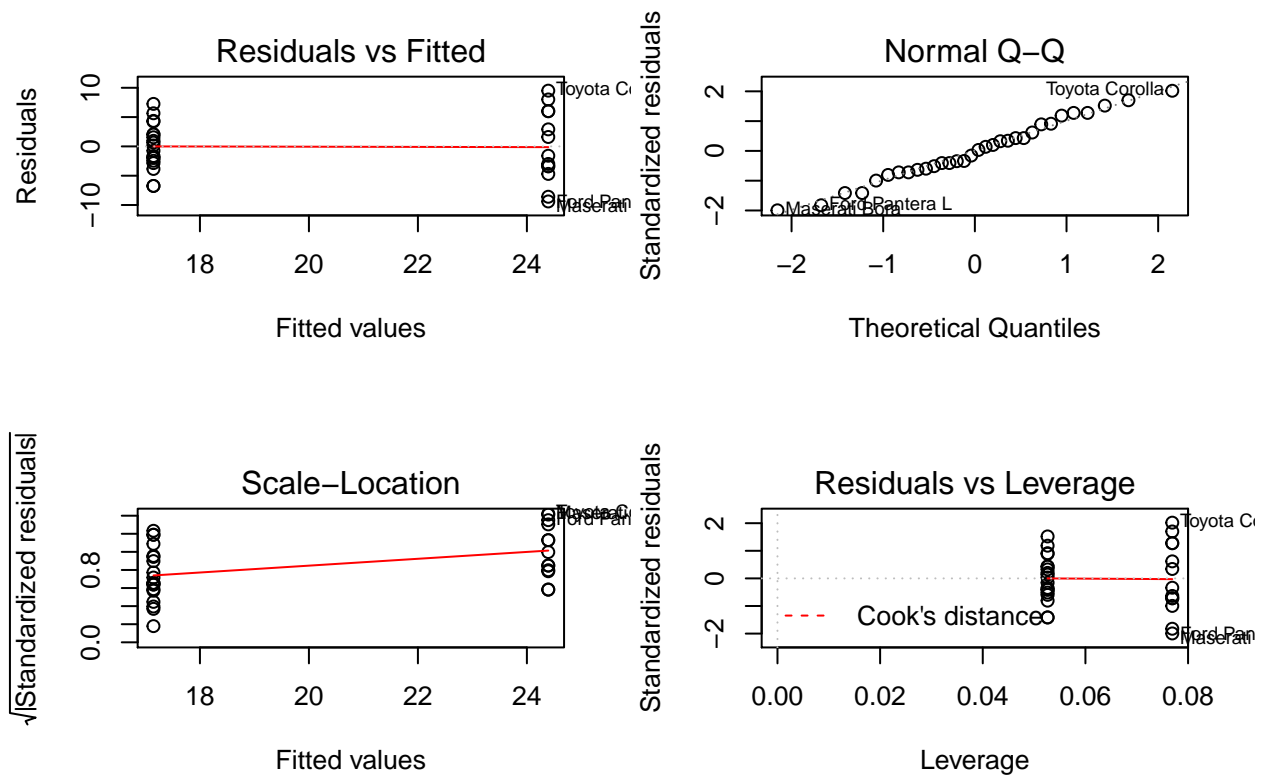 Residuals vs Fitted
Residuals
10
0
−10
Toyota Co
Ford Pan
Maserati
18 20 22 24
Fitted values
Normal Q−Q
Standardized residuals
2
0
−2
Toyota Corolla
Ford Pantera L
Maserati Bora
−2 −1 0 1 2
Theoretical Quantiles
Scale−Location
√|Standardized residuals|
0.8
0.0
Toyota C
Maserati
Ford Pan
18 20 22 24
Fitted values
Residuals vs Leverage
Standardized residuals
2
0
−2
Toyota Co
Ford Pan
Maserati
Cook's distance
0.00 0.02 0.04 0.06 0.08
Leverage